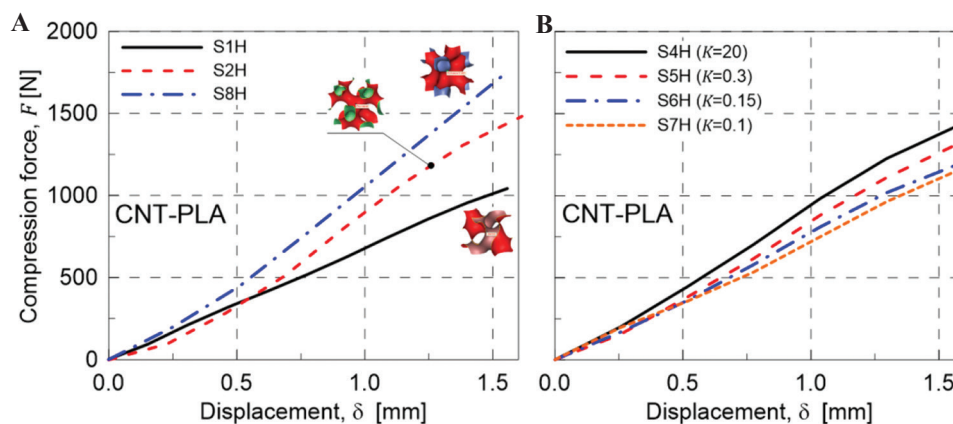 A
Compression force, F [N]
2000
1500
1000
500
0
S1H
S2H
S8H
CNT-PLA
0.0
0.5
1.0
1.5
Displacement, δ [mm]
B
S4H (K=20)
S5H (K=0.3)
S6H (K=0.15)
S7H (K=0.1)
CNT-PLA
0.0
0.5
1.0
1.5
Displacement, δ [mm]